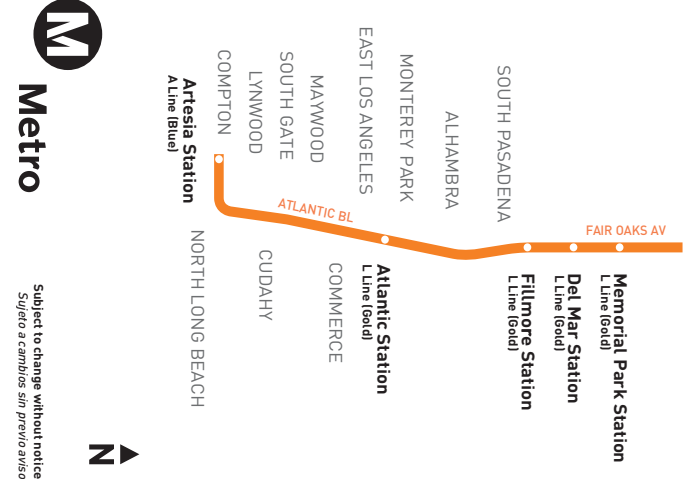 M
Metro
Subject to change without notice
Sujeto a cambios sin previo aviso
N
Artesia Station
A Line (Blue)
COMPTON
LYNWOOD
SOUTH GATE
MAYWOOD
EAST LOS ANGELES
MONTEREY PARK
ALHAMBRA
SOUTH PASADENA
ATLANTIC BL
FAIR OAKS AV
NORTH LONG BEACH
CUDAHY
COMMERCE
Atlantic Station
L Line (Gold)
Fillmore Station
L Line (Gold)
Del Mar Station
L Line (Gold)
Memorial Park Station
L Line (Gold)